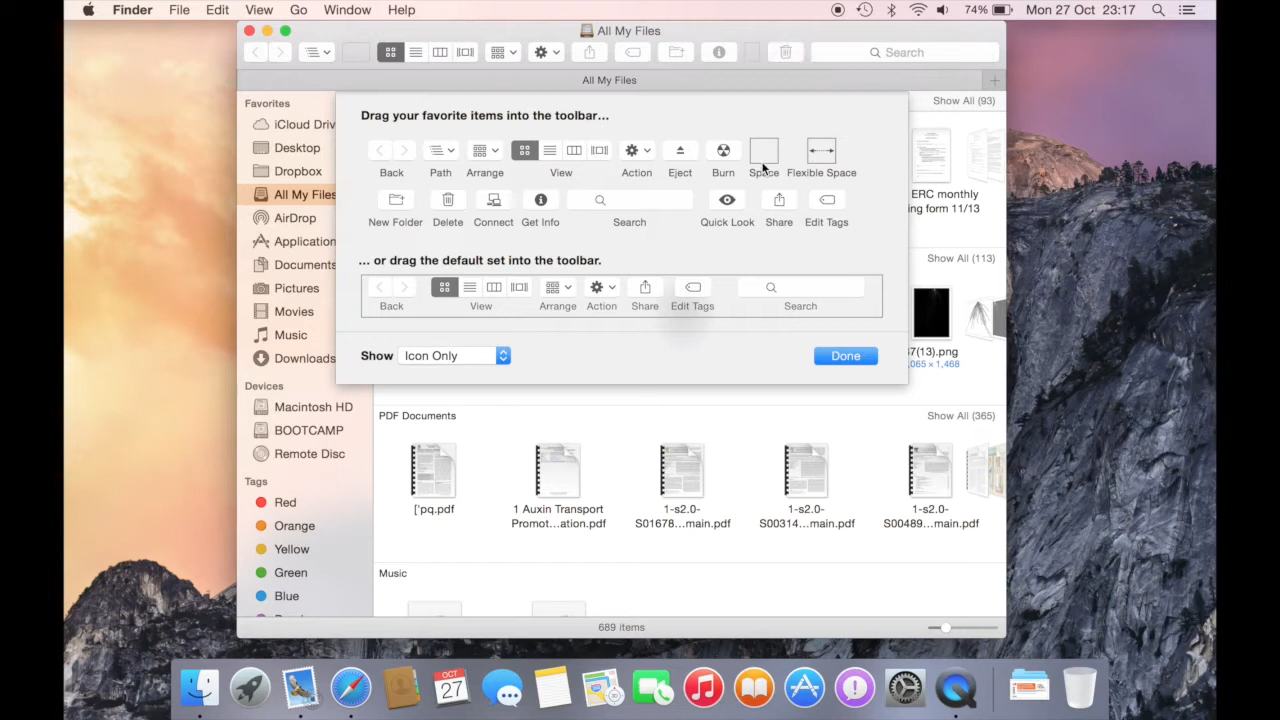 Finder File Edit View Go Window Help 74% Mon 27 Oct 23:17
All My Files
Search
All My Files
Favorites
iCloud Driv
Desktop
Dropbox
All My Files
AirDrop
Application
Documents
Pictures
Movies
Music
Downloads
Devices
Macintosh HD
BOOTCAMP
Remote Disc
Tags
Red
Orange
Yellow
Green
Blue
Drag your favorite items into the toolbar...
Back Path Arrange View Action Eject Burn Space Flexible Space
New Folder Delete Connect Get Info Search Quick Look Share Edit Tags
... or drag the default set into the toolbar.
Back View Arrange Action Share Edit Tags Search
Show Icon Only Done
Show All (93)
ERC monthly
ing form 11/13
Show All (113)
37(13).png
,065 × 1,468
PDF Documents Show All (365)
['pq.pdf
1 Auxin Transport
Promot...ation.pdf
1-s2.0-
S01678...main.pdf
1-s2.0-
S00314...main.pdf
1-s2.0-
S00489...main.pdf
Music
689 items
OCT
27